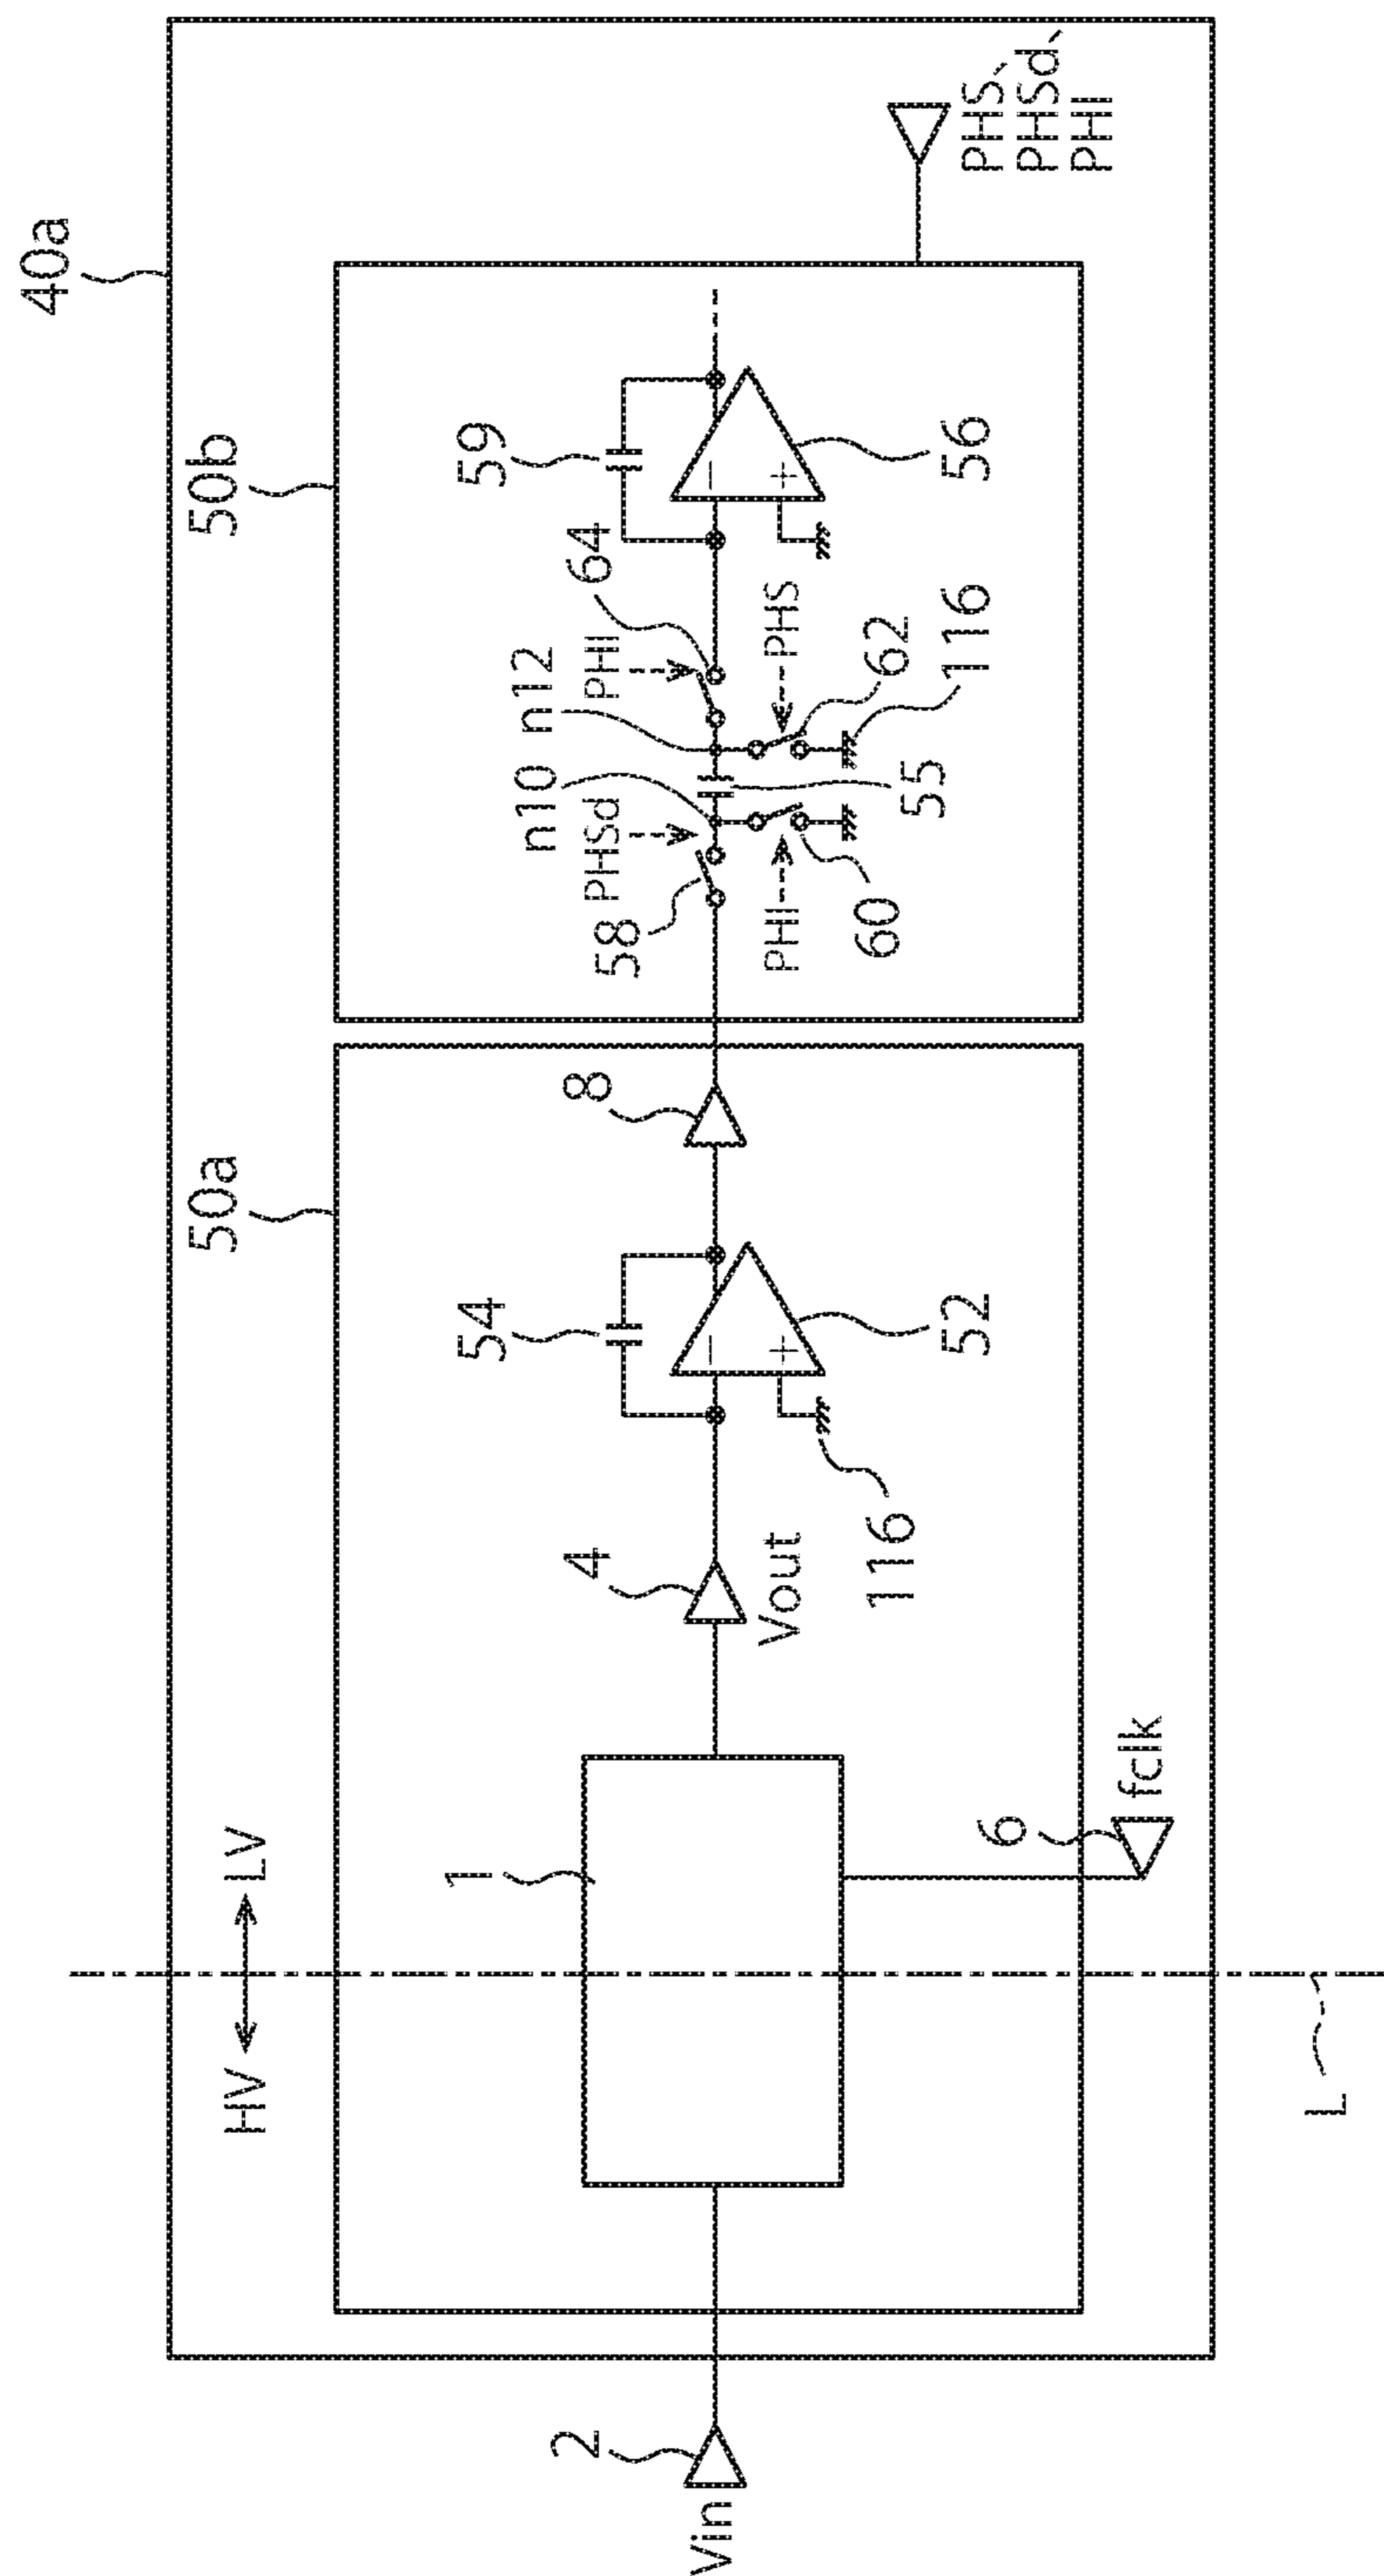 40a
50a
50b
HV
LV
54
59
4
8
58
PHSd
n10
n12
PHI
64
1
Vin
2
Vout
116
−
+
52
PHI
60
55
PHS
62
116
−
+
56
6
fclk
PHS、
PHSd、
PHI
L